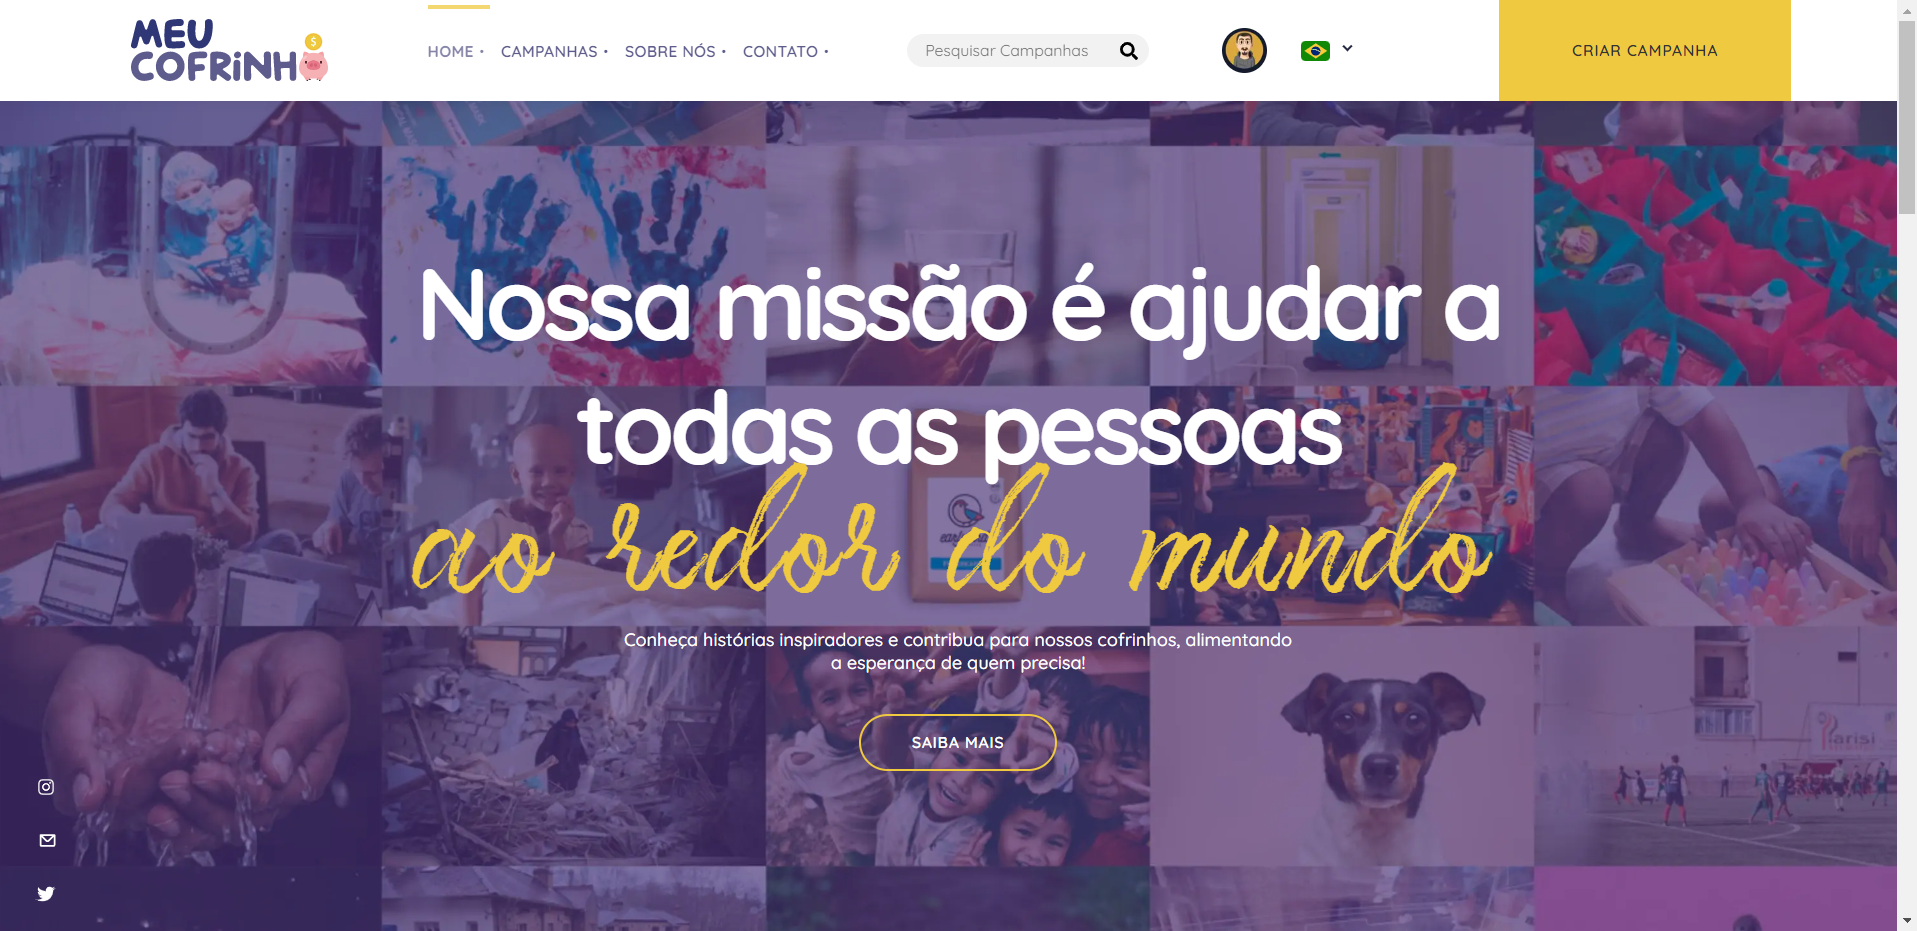 MEU
COFRiNHO
HOME •
CAMPANHAS •
SOBRE NÓS •
CONTATO •
Pesquisar Campanhas
CRIAR CAMPANHA
Nossa missão é ajudar a
todas as pessoas
ao redor do mundo
Conheça histórias inspiradores e contribua para nossos cofrinhos, alimentando
a esperança de quem precisa!
SAIBA MAIS